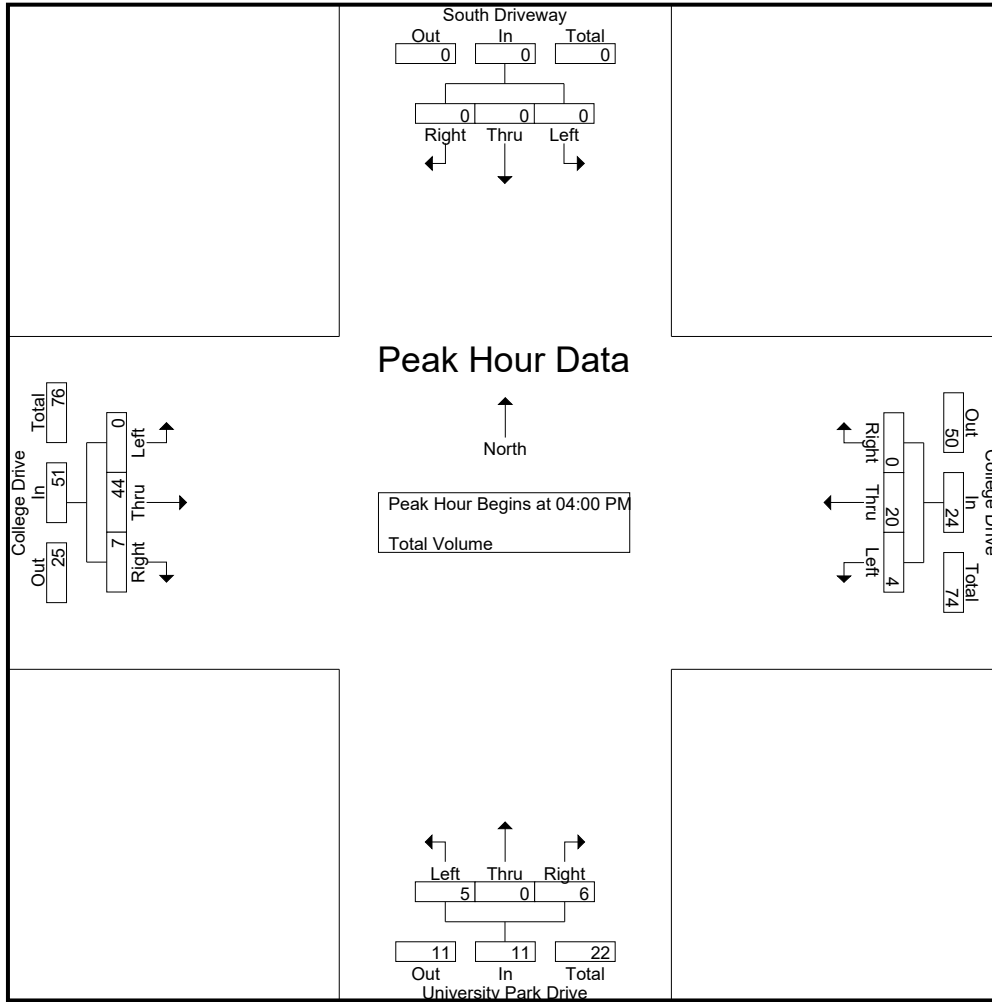 South Driveway
Out In Total
0 0 0
0 0 0
Right Thru Left
Peak Hour Data
North
Peak Hour Begins at 04:00 PM
Total Volume
College Drive
Total In Out
76 51 25
0 44 7
Left Thru Right
College Drive
Out In Total
50 24 74
0 20 4
Right Thru Left
Left Thru Right
5 0 6
11 11 22
Out In Total
University Park Drive